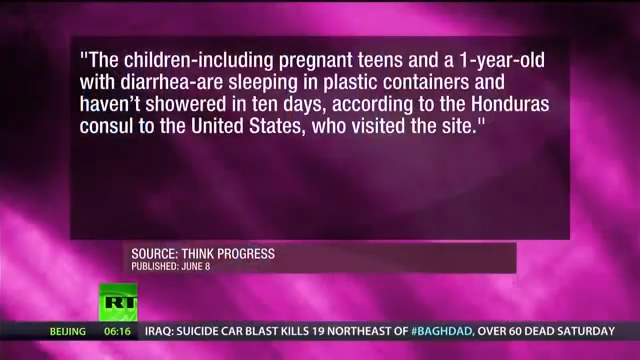 "The children-including pregnant teens and a 1-year-old
with diarrhea-are sleeping in plastic containers and
haven't showered in ten days, according to the Honduras
consul to the United States, who visited the site."
SOURCE: THINK PROGRESS
PUBLISHED: JUNE 8
RT
BEIJING 06:16 IRAQ: SUICIDE CAR BLAST KILLS 19 NORTHEAST OF #BAGHDAD, OVER 60 DEAD SATURDAY